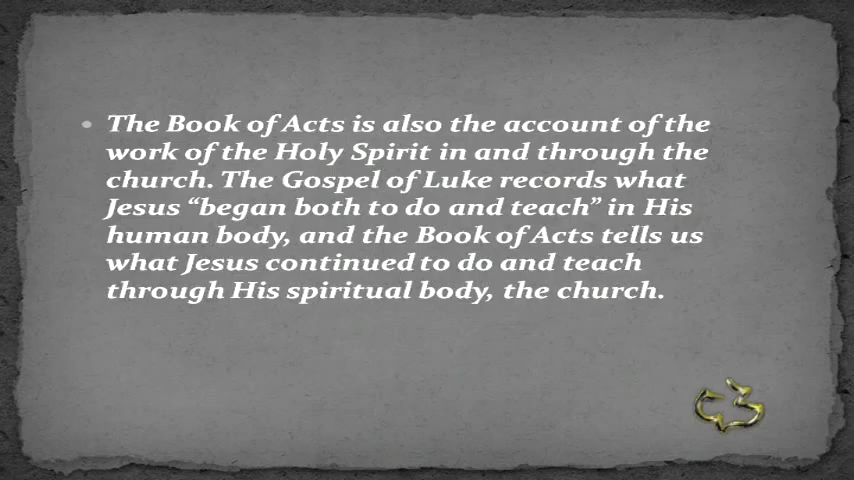 The Book of Acts is also the account of the
work of the Holy Spirit in and through the
church. The Gospel of Luke records what
Jesus “began both to do and teach” in His
human body, and the Book of Acts tells us
what Jesus continued to do and teach
through His spiritual body, the church.